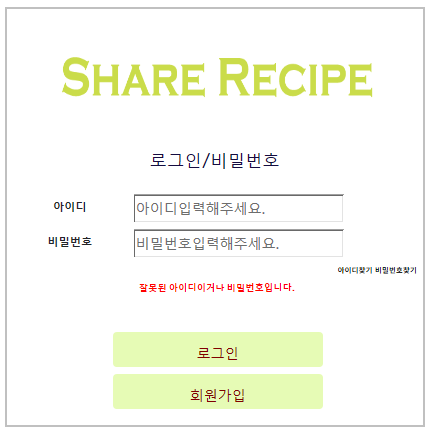 SHARE RECIPE
로그인/비밀번호
아이디 아이디입력해주세요.
비밀번호 비밀번호입력해주세요.
아이디찾기 비밀번호찾기
잘못된 아이디이거나 비밀번호입니다.
로그인
회원가입